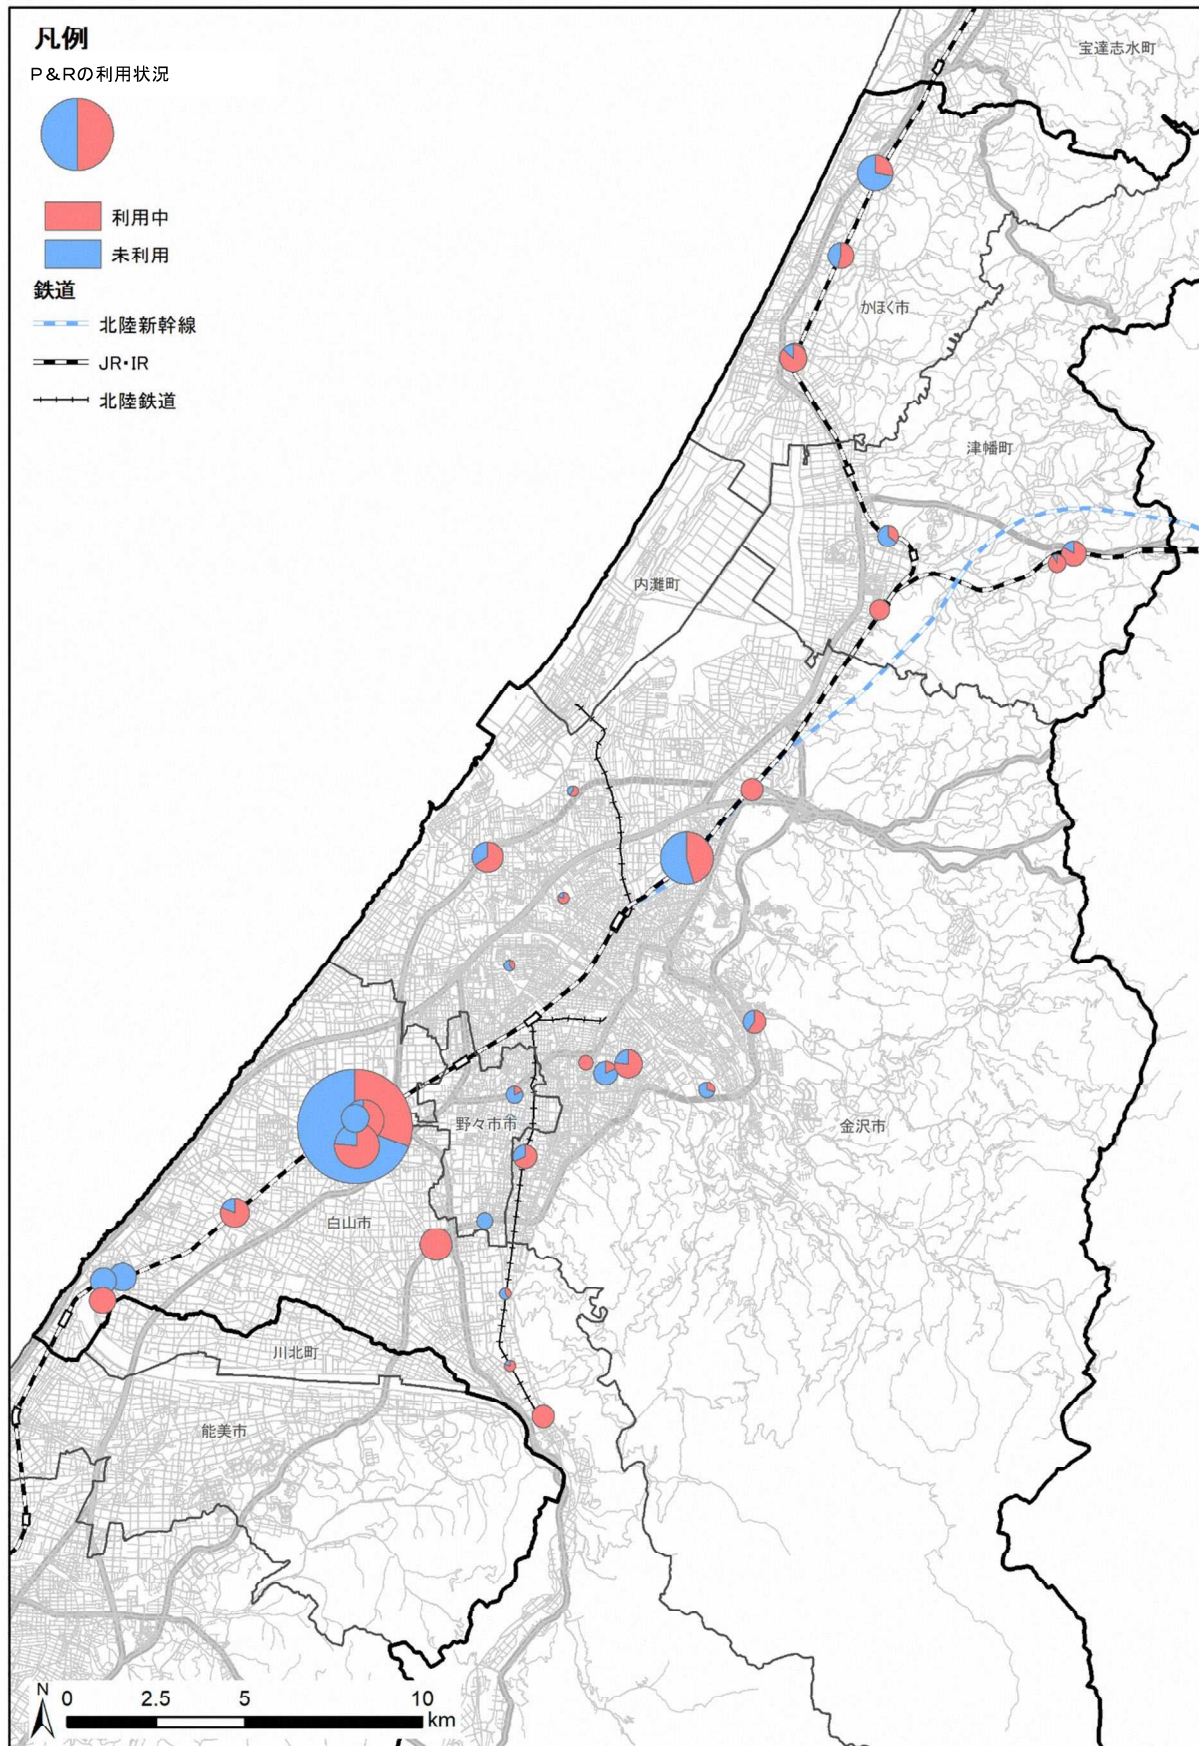 凡例
P&Rの利用状況
利用中
未利用
鉄道
北陸新幹線
JR・IR
北陸鉄道
宝達志水町
かほく市
津幡町
内灘町
金沢市
野々市市
白山市
川北町
能美市
N
0 2.5 5 10
km